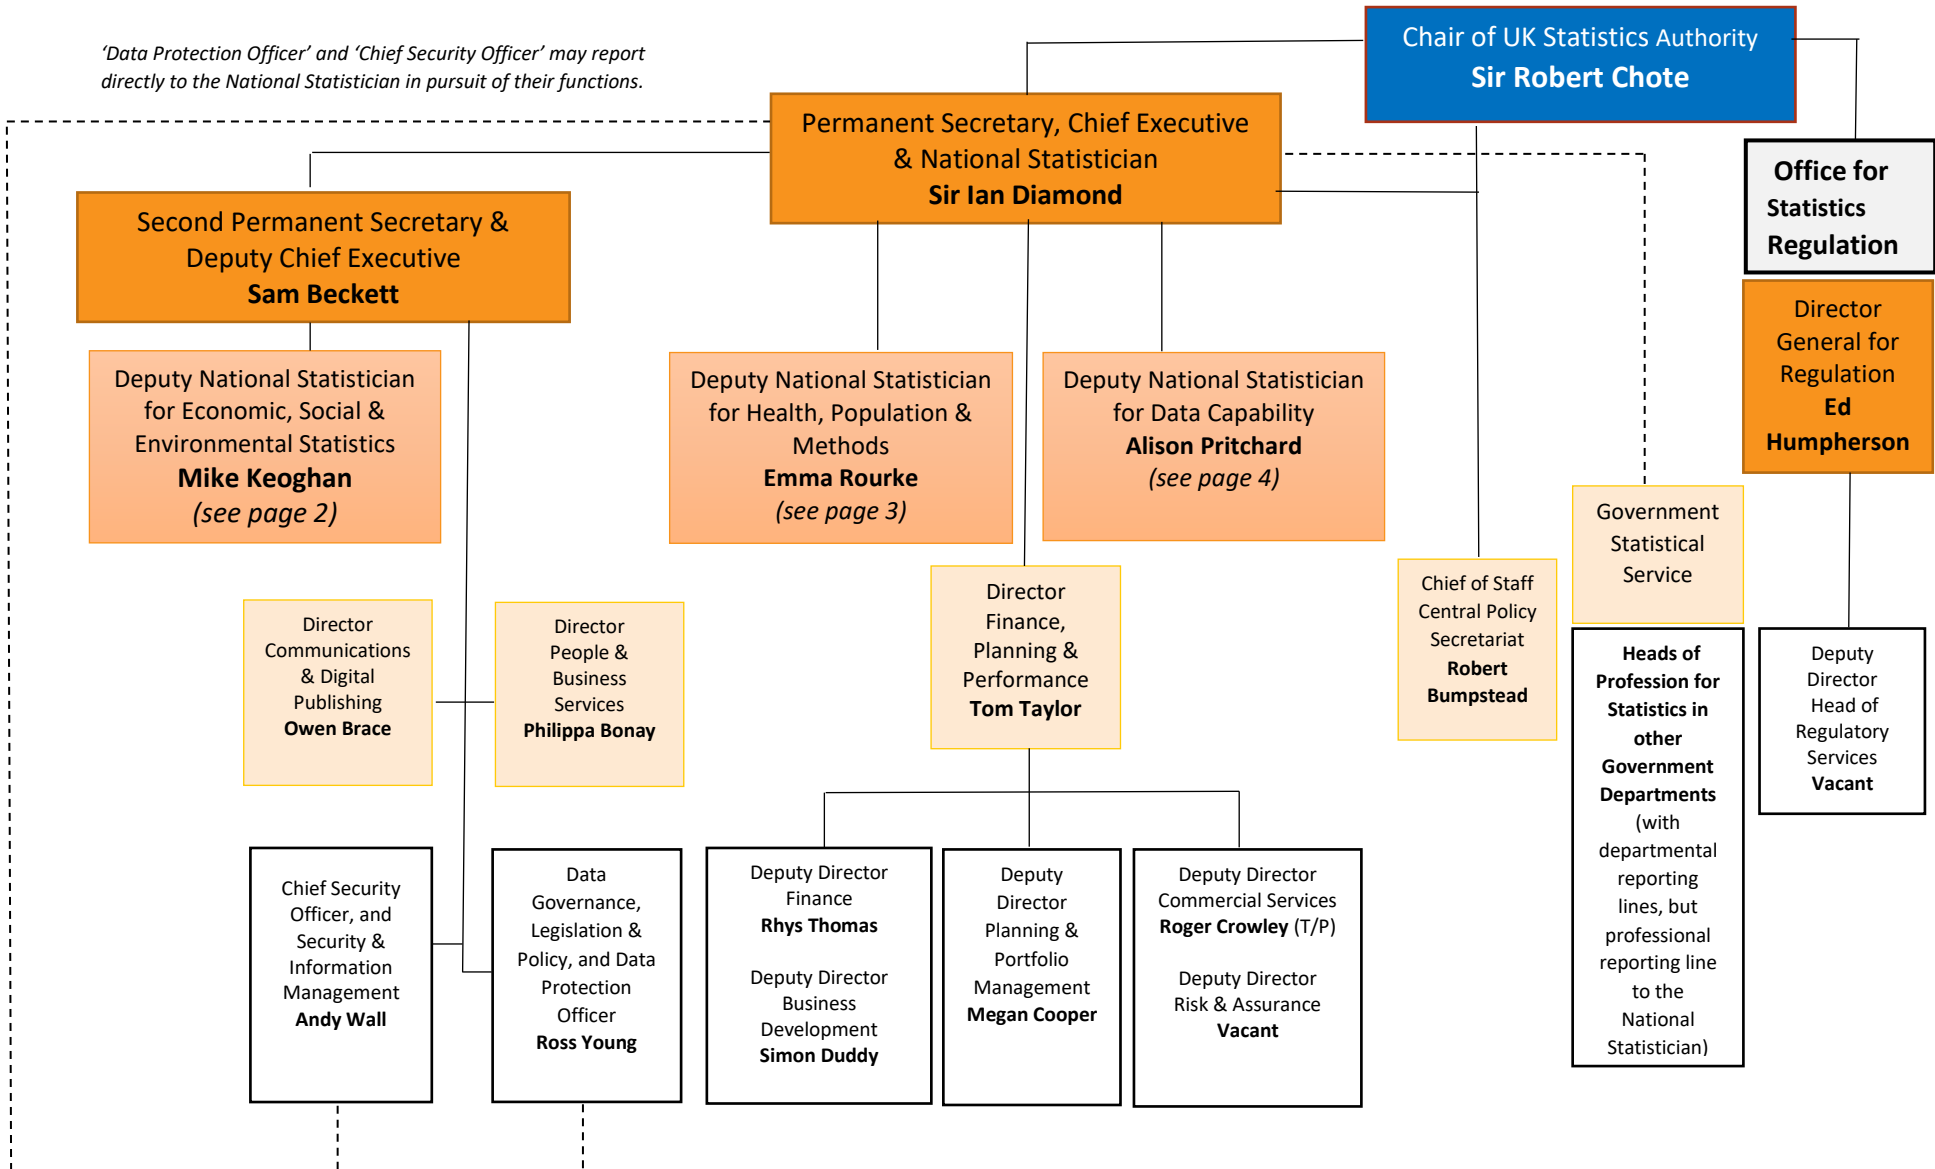 ‘Data Protection Officer’ and ‘Chief Security Officer’ may report
directly to the National Statistician in pursuit of their functions.
Chair of UK Statistics Authority
Sir Robert Chote
Permanent Secretary, Chief Executive
& National Statistician
Sir Ian Diamond
Office for
Statistics
Regulation
Second Permanent Secretary &
Deputy Chief Executive
Sam Beckett
Director
General for
Regulation
Ed
Humpherson
Deputy National Statistician
for Economic, Social &
Environmental Statistics
Mike Keoghan
(see page 2)
Deputy National Statistician
for Health, Population &
Methods
Emma Rourke
(see page 3)
Deputy National Statistician
for Data Capability
Alison Pritchard
(see page 4)
Government
Statistical
Service
Director
Communications
& Digital
Publishing
Owen Brace
Director
People &
Business
Services
Philippa Bonay
Director
Finance,
Planning &
Performance
Tom Taylor
Chief of Staff
Central Policy
Secretariat
Robert
Bumpstead
Heads of
Profession for
Statistics in
other
Government
Departments
(with
departmental
reporting
lines, but
professional
reporting line
to the
National
Statistician)
Deputy
Director
Head of
Regulatory
Services
Vacant
Chief Security
Officer, and
Security &
Information
Management
Andy Wall
Data
Governance,
Legislation &
Policy, and Data
Protection
Officer
Ross Young
Deputy Director
Finance
Rhys Thomas
Deputy Director
Business
Development
Simon Duddy
Deputy
Director
Planning &
Portfolio
Management
Megan Cooper
Deputy Director
Commercial Services
Roger Crowley (T/P)
Deputy Director
Risk & Assurance
Vacant